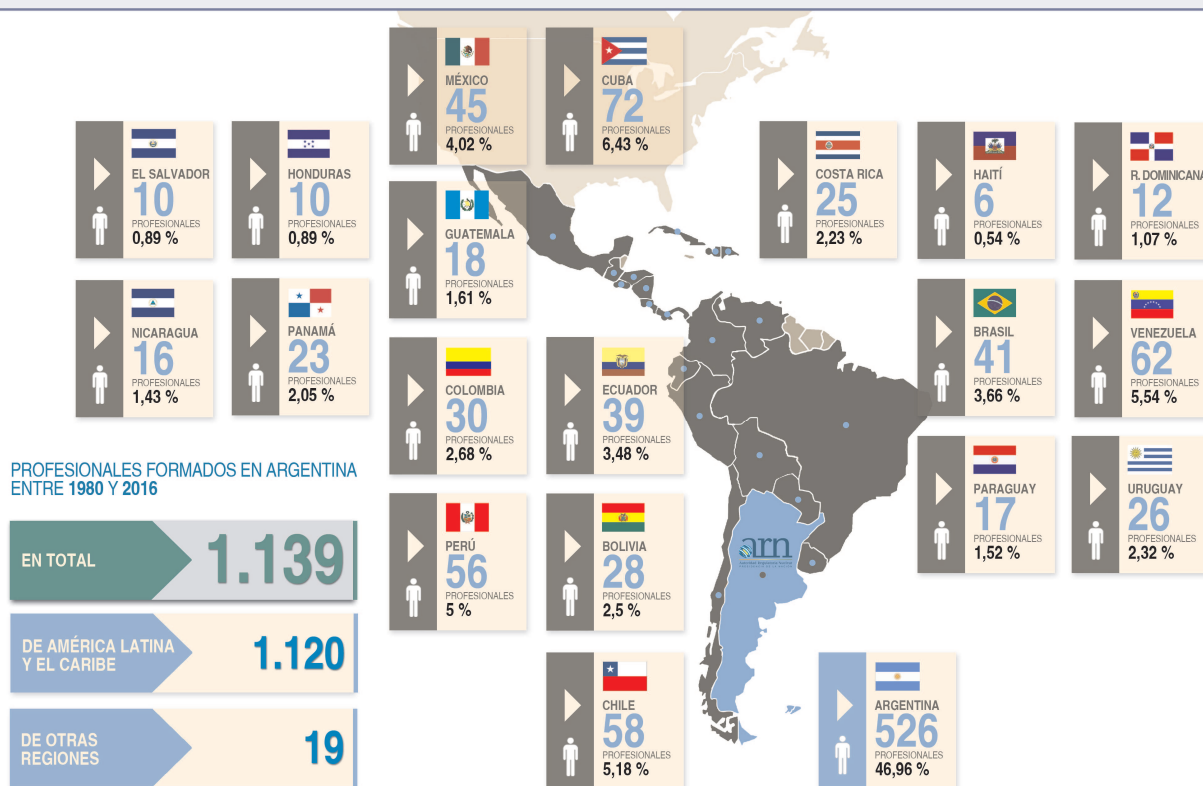 MÉXICO
45
PROFESIONALES
4,02 %
CUBA
72
PROFESIONALES
6,43 %
EL SALVADOR
10
PROFESIONALES
0,89 %
HONDURAS
10
PROFESIONALES
0,89 %
GUATEMALA
18
PROFESIONALES
1,61 %
COSTA RICA
25
PROFESIONALES
2,23 %
HAITÍ
6
PROFESIONALES
0,54 %
R. DOMINICANA
12
PROFESIONALES
1,07 %
NICARAGUA
16
PROFESIONALES
1,43 %
PANAMÁ
23
PROFESIONALES
2,05 %
COLOMBIA
30
PROFESIONALES
2,68 %
ECUADOR
39
PROFESIONALES
3,48 %
BRASIL
41
PROFESIONALES
3,66 %
VENEZUELA
62
PROFESIONALES
5,54 %
PERÚ
56
PROFESIONALES
5 %
BOLIVIA
28
PROFESIONALES
2,5 %
PARAGUAY
17
PROFESIONALES
1,52 %
URUGUAY
26
PROFESIONALES
2,32 %
CHILE
58
PROFESIONALES
5,18 %
ARGENTINA
526
PROFESIONALES
46,96 %
arn
PROFESIONALES FORMADOS EN ARGENTINA
ENTRE 1980 Y 2016
EN TOTAL
1.139
DE AMÉRICA LATINA
Y EL CARIBE
1.120
DE OTRAS
REGIONES
19